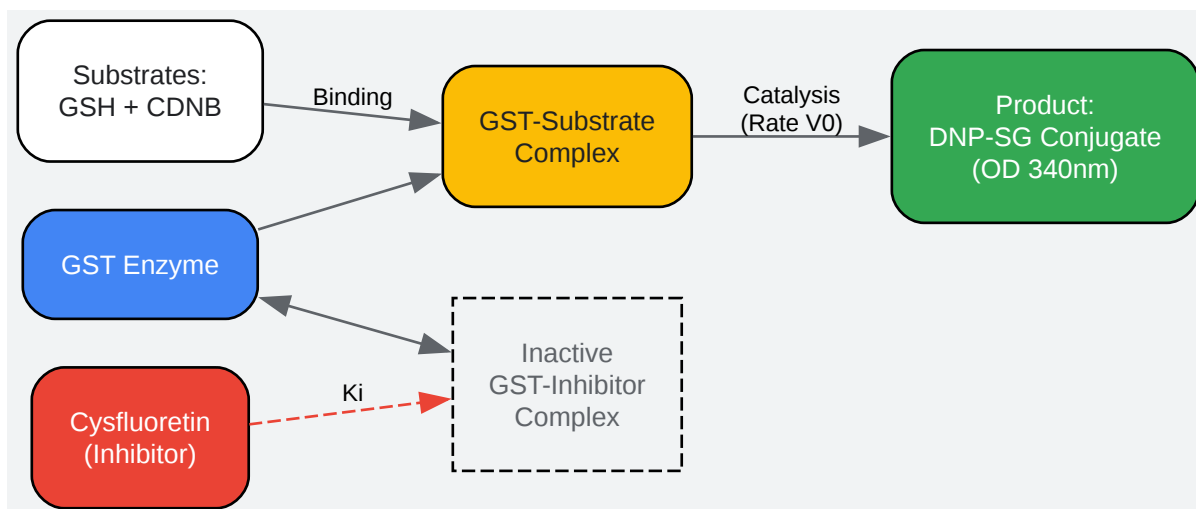 Substrates:
GSH + CDNB
Binding
GST-Substrate
Complex
Catalysis
(Rate V0)
Product:
DNP-SG Conjugate
(OD 340nm)
GST Enzyme
Inactive
GST-Inhibitor
Complex
Ki
Cysfluoretin
(Inhibitor)